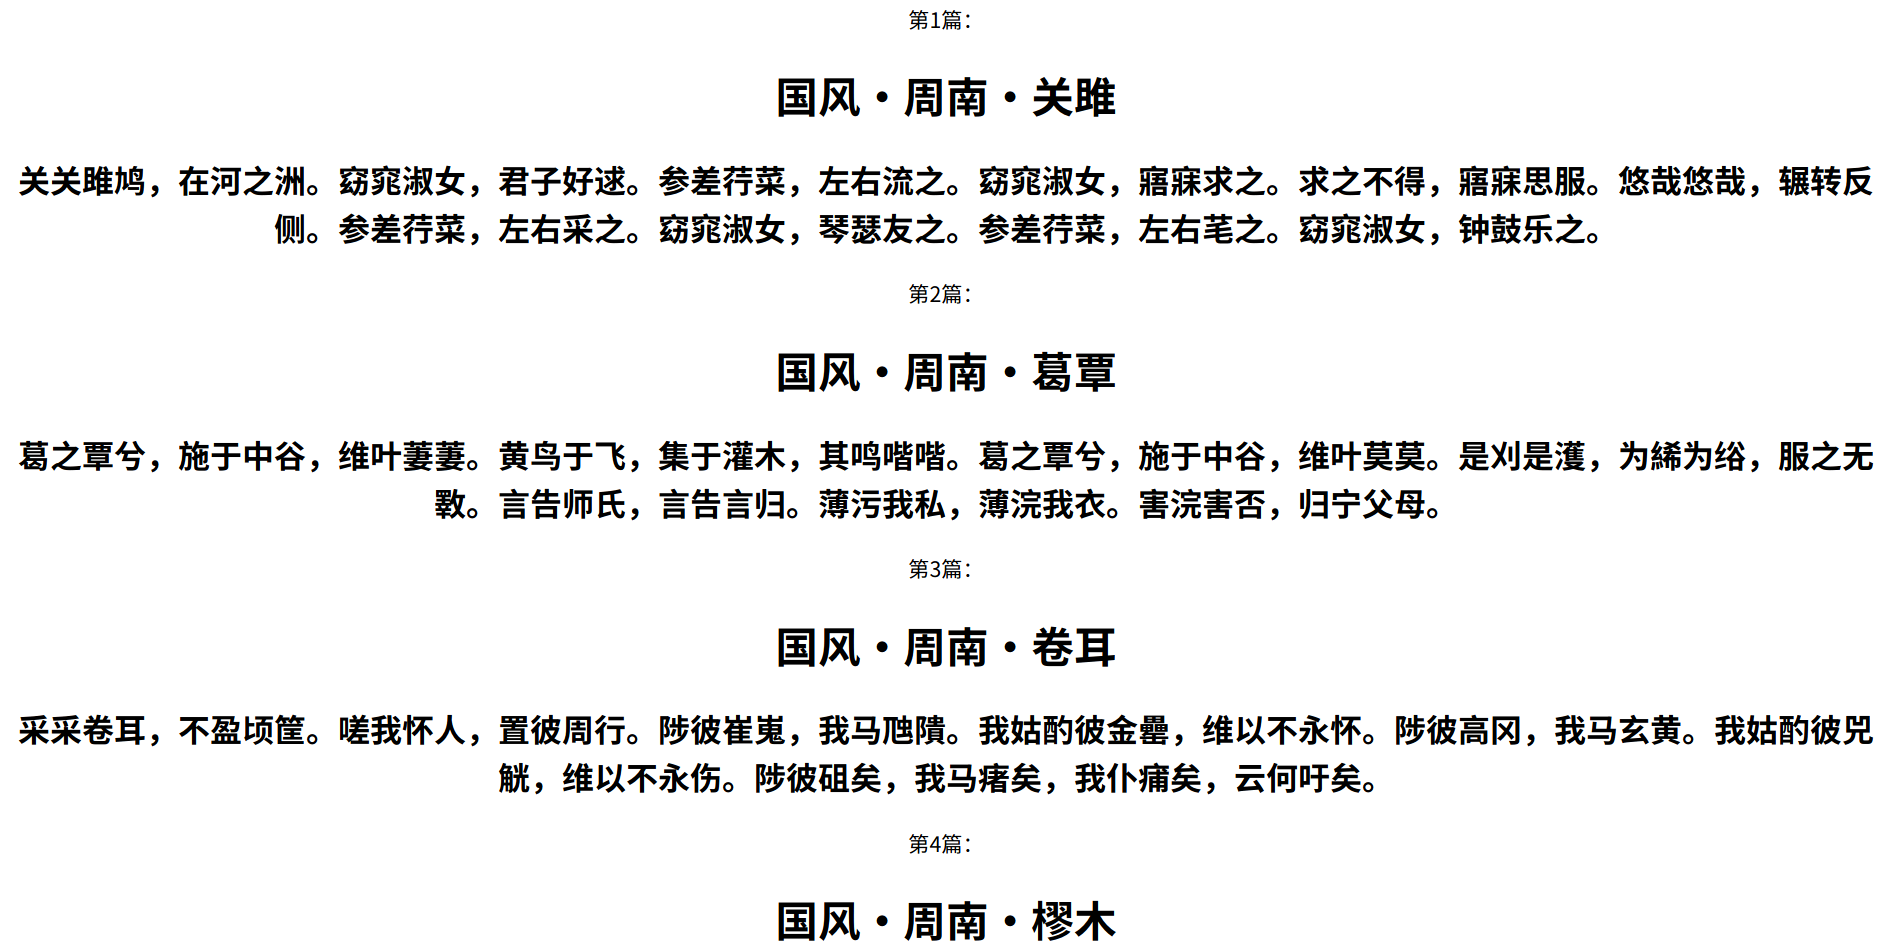 第1篇：
国风·周南·关雎
关关雎鸠，在河之洲。窈窕淑女，君子好逑。参差荇菜，左右流之。窈窕淑女，寤寐求之。求之不得，寤寐思服。悠哉悠哉，辗转反
侧。参差荇菜，左右采之。窈窕淑女，琴瑟友之。参差荇菜，左右芼之。窈窕淑女，钟鼓乐之。
第2篇：
国风·周南·葛覃
葛之覃兮，施于中谷，维叶萋萋。黄鸟于飞，集于灌木，其鸣喈喈。葛之覃兮，施于中谷，维叶莫莫。是刈是濩，为絺为绤，服之无
斁。言告师氏，言告言归。薄污我私，薄浣我衣。害浣害否，归宁父母。
第3篇：
国风·周南·卷耳
采采卷耳，不盈顷筐。嗟我怀人，置彼周行。陟彼崔嵬，我马虺隤。我姑酌彼金罍，维以不永怀。陟彼高冈，我马玄黄。我姑酌彼兕
觥，维以不永伤。陟彼砠矣，我马瘏矣，我仆痡矣，云何吁矣。
第4篇：
国风·周南·樛木